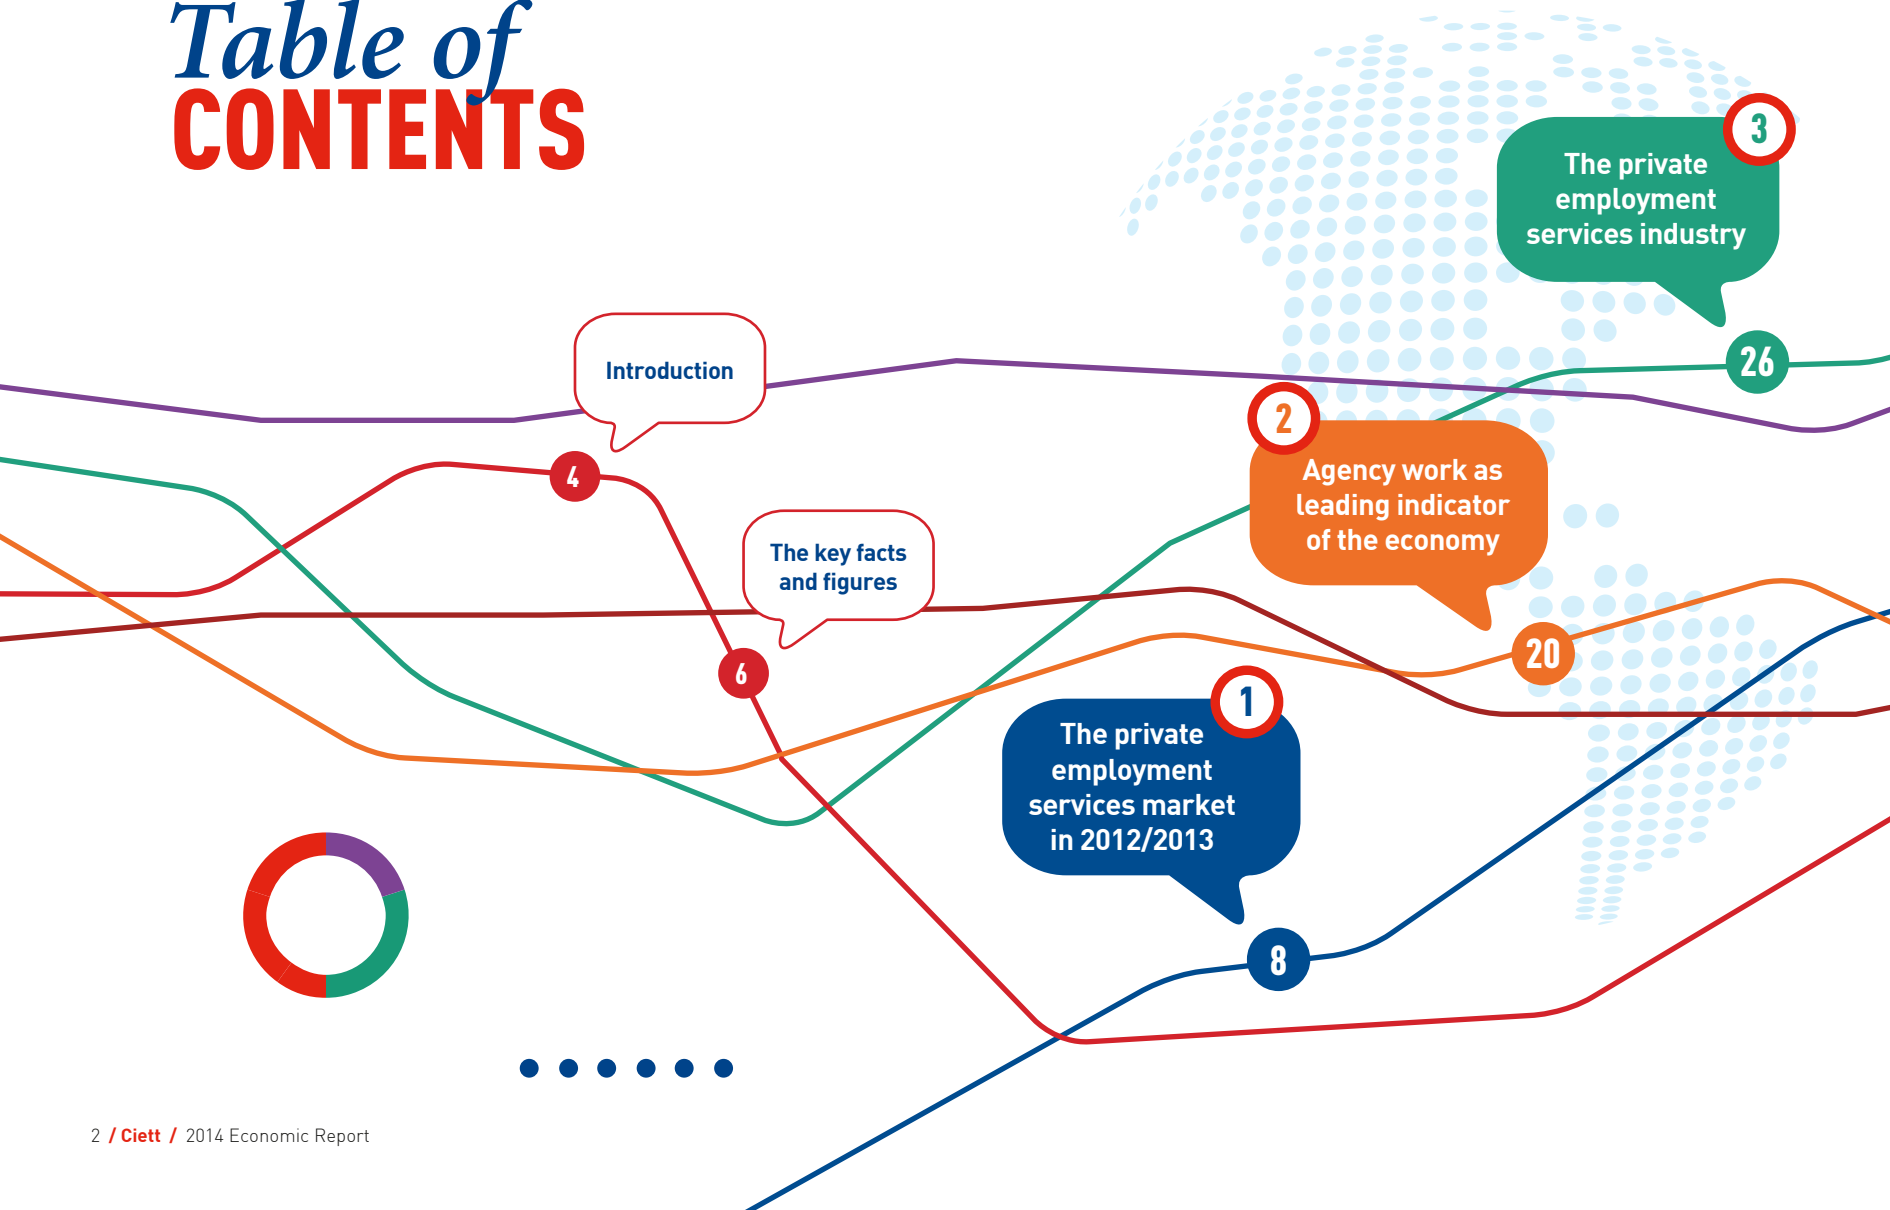 Table of
CONTENTS
Introduction
4
The key facts
and figures
6
1
The private
employment
services market
in 2012/2013
8
2
Agency work as
leading indicator
of the economy
20
3
The private
employment
services industry
26
2 / Ciett / 2014 Economic Report